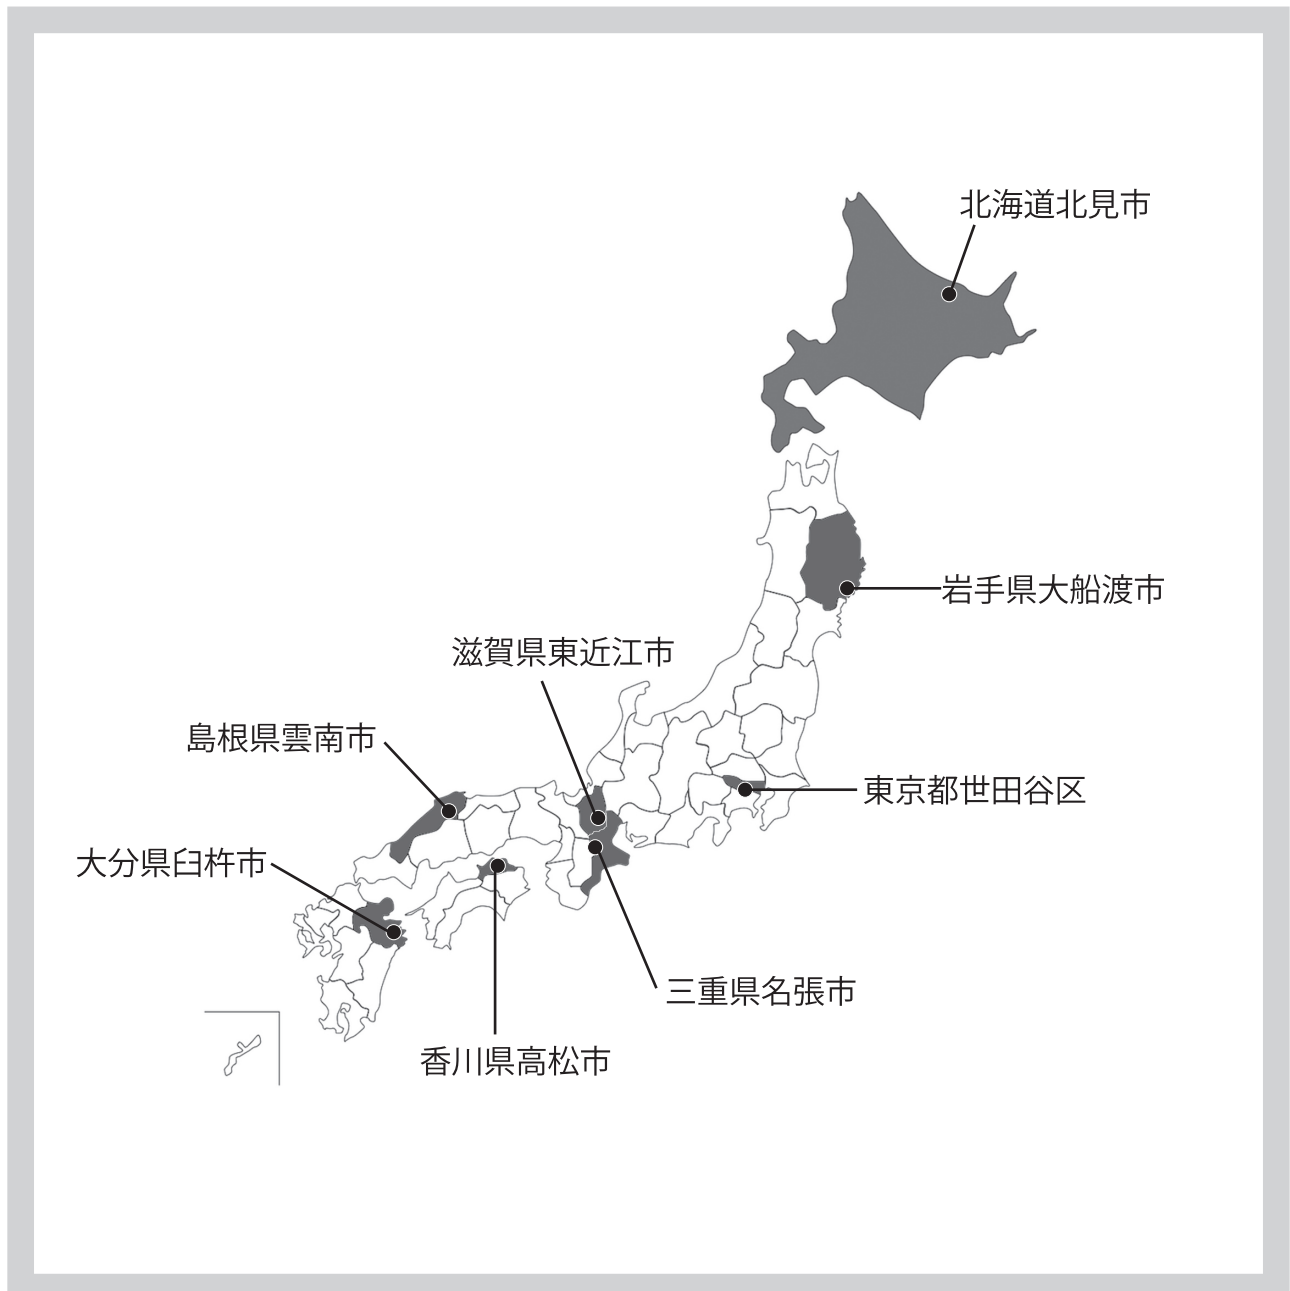 北海道北見市
岩手県大船渡市
滋賀県東近江市
島根県雲南市
東京都世田谷区
大分県臼杵市
三重県名張市
香川県高松市